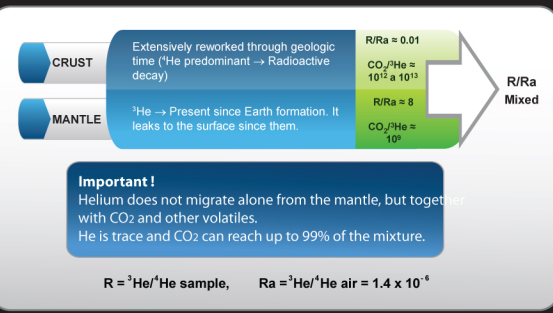 CRUST
Extensively reworked through geologic
time (⁴He predominant → Radioactive
decay)
R/Ra ≈ 0.01
CO₂/³He ≈
10¹² a 10¹³
MANTLE
³He → Present since Earth formation. It
leaks to the surface since them.
R/Ra ≈ 8
CO₂/³He ≈
10⁹
R/Ra
Mixed
Important !
Helium does not migrate alone from the mantle, but together
with CO2 and other volatiles.
He is trace and CO2 can reach up to 99% of the mixture.
R = ³He/⁴He sample, Ra = ³He/⁴He air = 1.4 x 10⁻⁶